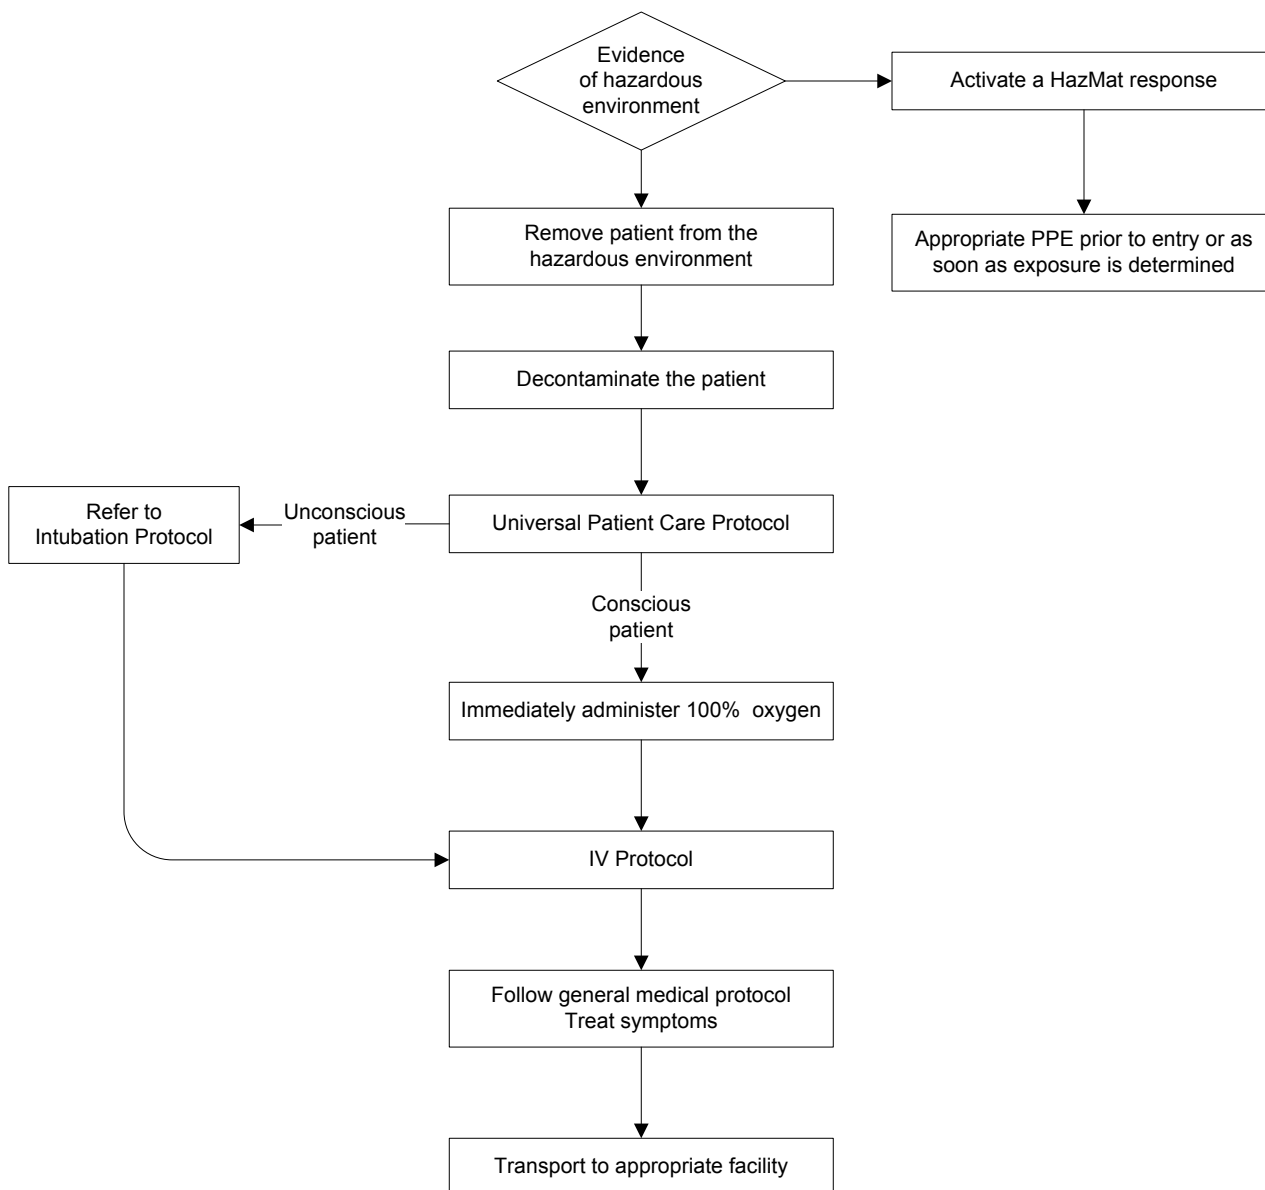 Evidence
of hazardous
environment
Activate a HazMat response
Remove patient from the
hazardous environment
Appropriate PPE prior to entry or as
soon as exposure is determined
Decontaminate the patient
Refer to
Intubation Protocol
Unconscious
patient
Universal Patient Care Protocol
Conscious
patient
Immediately administer 100%  oxygen
IV Protocol
Follow general medical protocol
Treat symptoms
Transport to appropriate facility